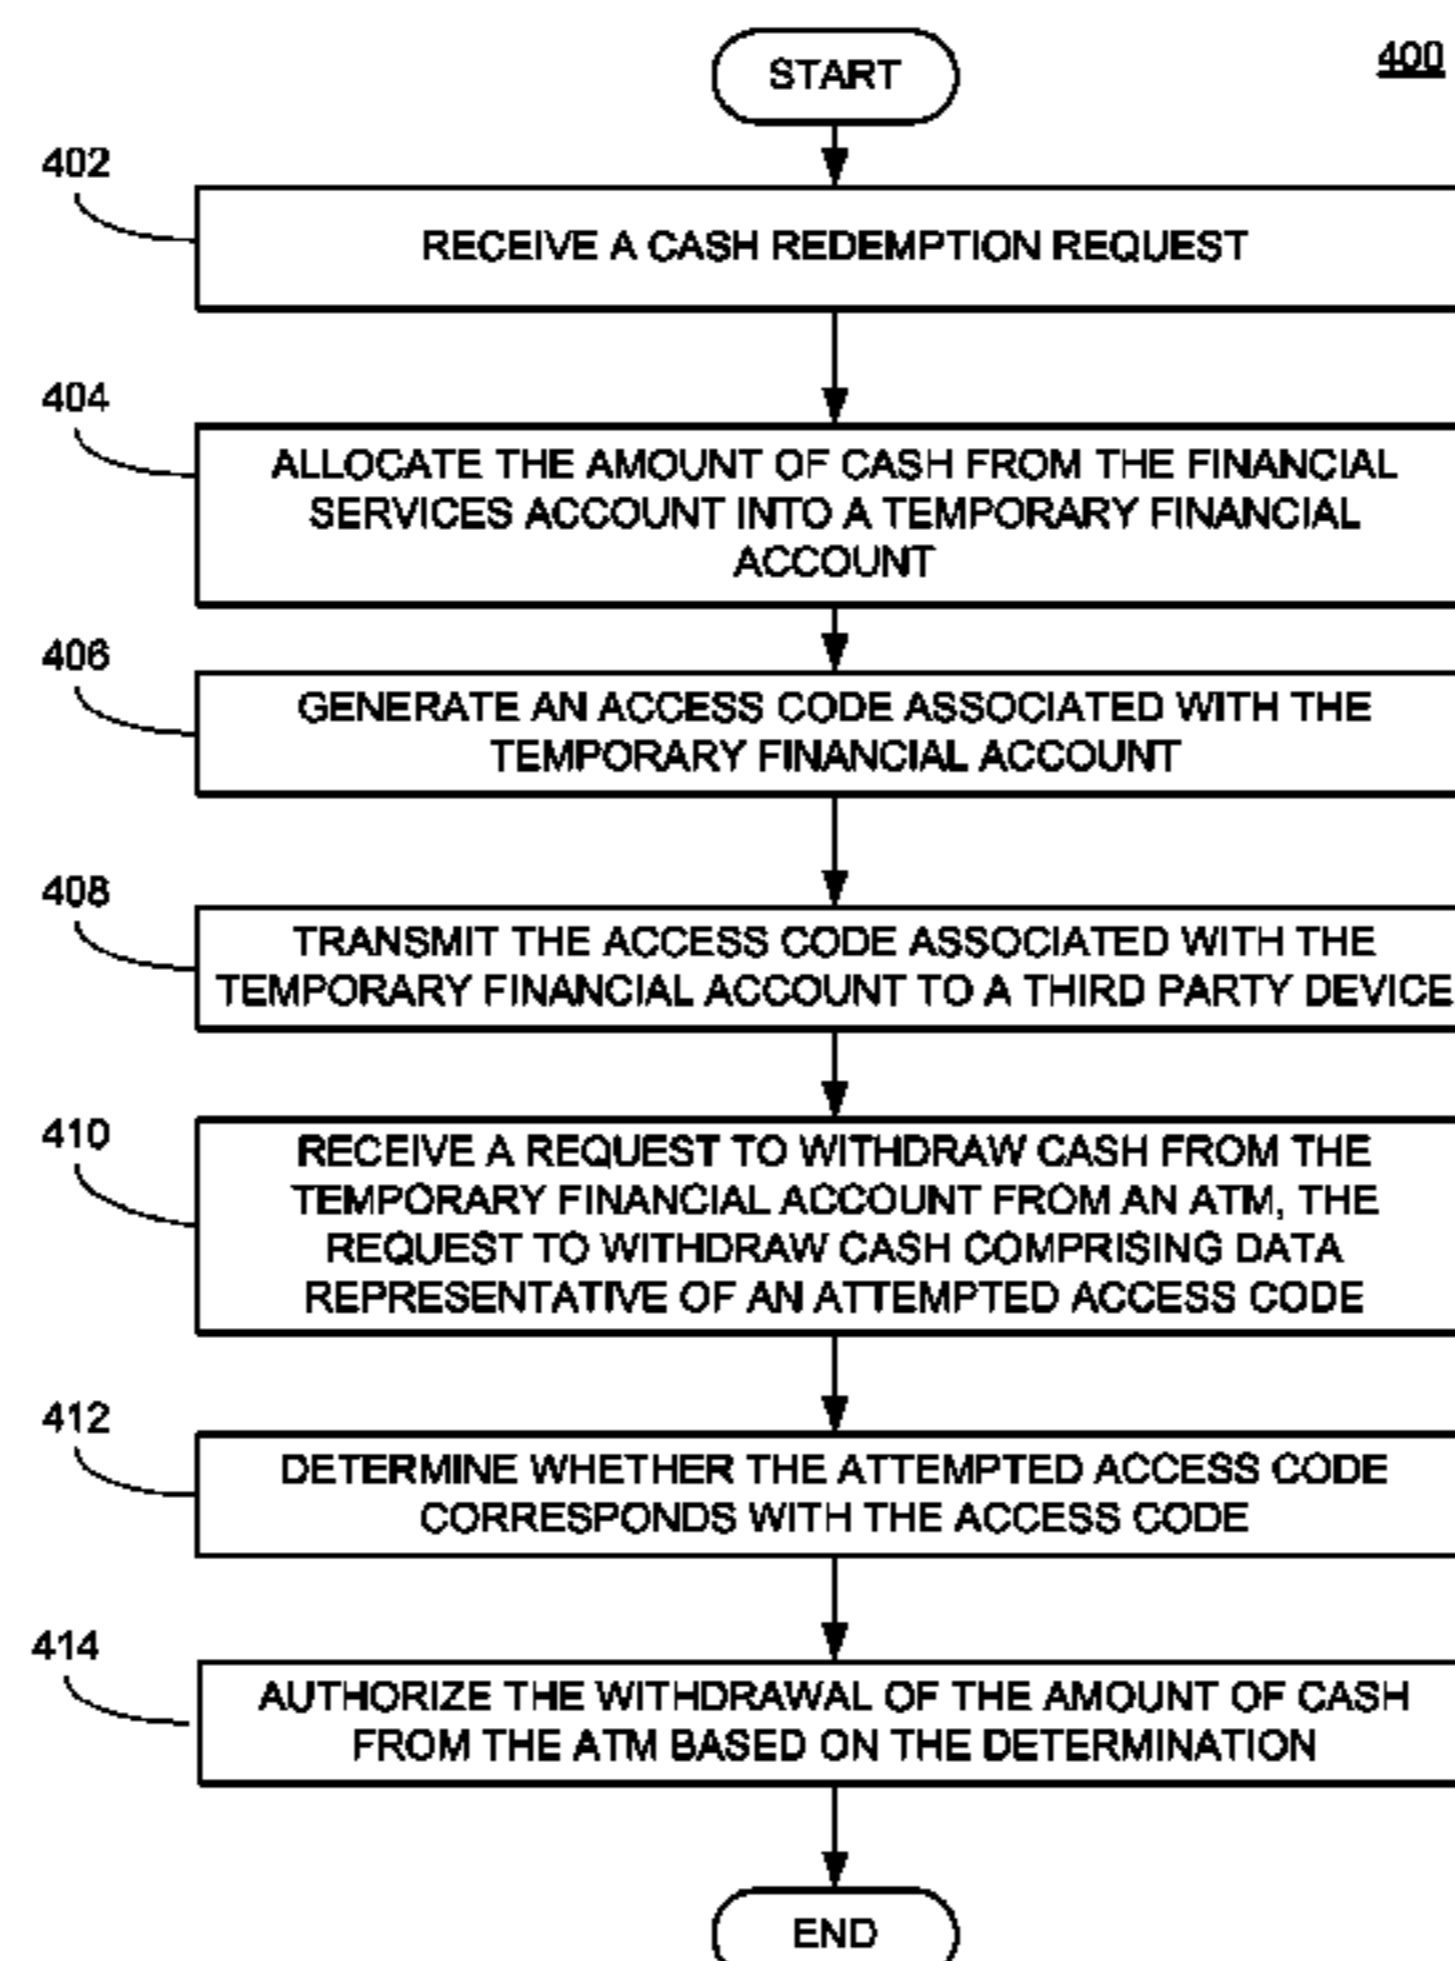 START
400
402
RECEIVE A CASH REDEMPTION REQUEST
404
ALLOCATE THE AMOUNT OF CASH FROM THE FINANCIAL
SERVICES ACCOUNT INTO A TEMPORARY FINANCIAL
ACCOUNT
406
GENERATE AN ACCESS CODE ASSOCIATED WITH THE
TEMPORARY FINANCIAL ACCOUNT
408
TRANSMIT THE ACCESS CODE ASSOCIATED WITH THE
TEMPORARY FINANCIAL ACCOUNT TO A THIRD PARTY DEVICE
410
RECEIVE A REQUEST TO WITHDRAW CASH FROM THE
TEMPORARY FINANCIAL ACCOUNT FROM AN ATM, THE
REQUEST TO WITHDRAW CASH COMPRISING DATA
REPRESENTATIVE OF AN ATTEMPTED ACCESS CODE
412
DETERMINE WHETHER THE ATTEMPTED ACCESS CODE
CORRESPONDS WITH THE ACCESS CODE
414
AUTHORIZE THE WITHDRAWAL OF THE AMOUNT OF CASH
FROM THE ATM BASED ON THE DETERMINATION
END